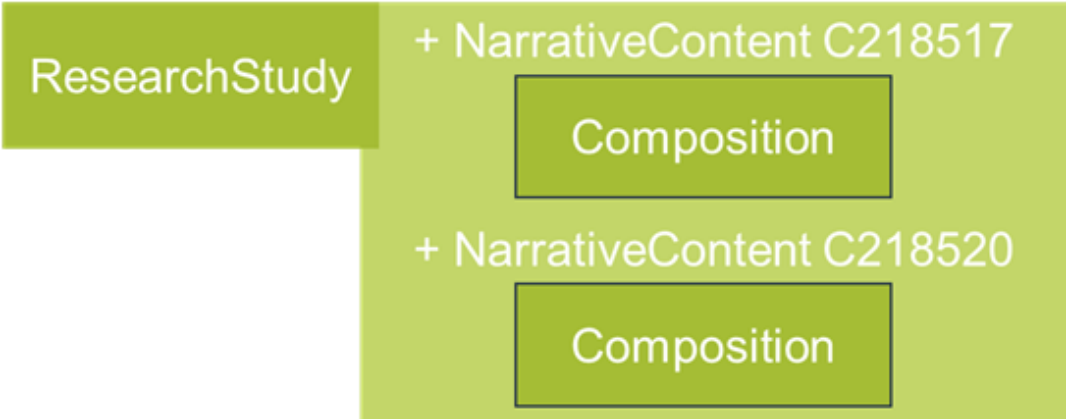 ResearchStudy
+ NarrativeContent C218517
Composition
+ NarrativeContent C218520
Composition